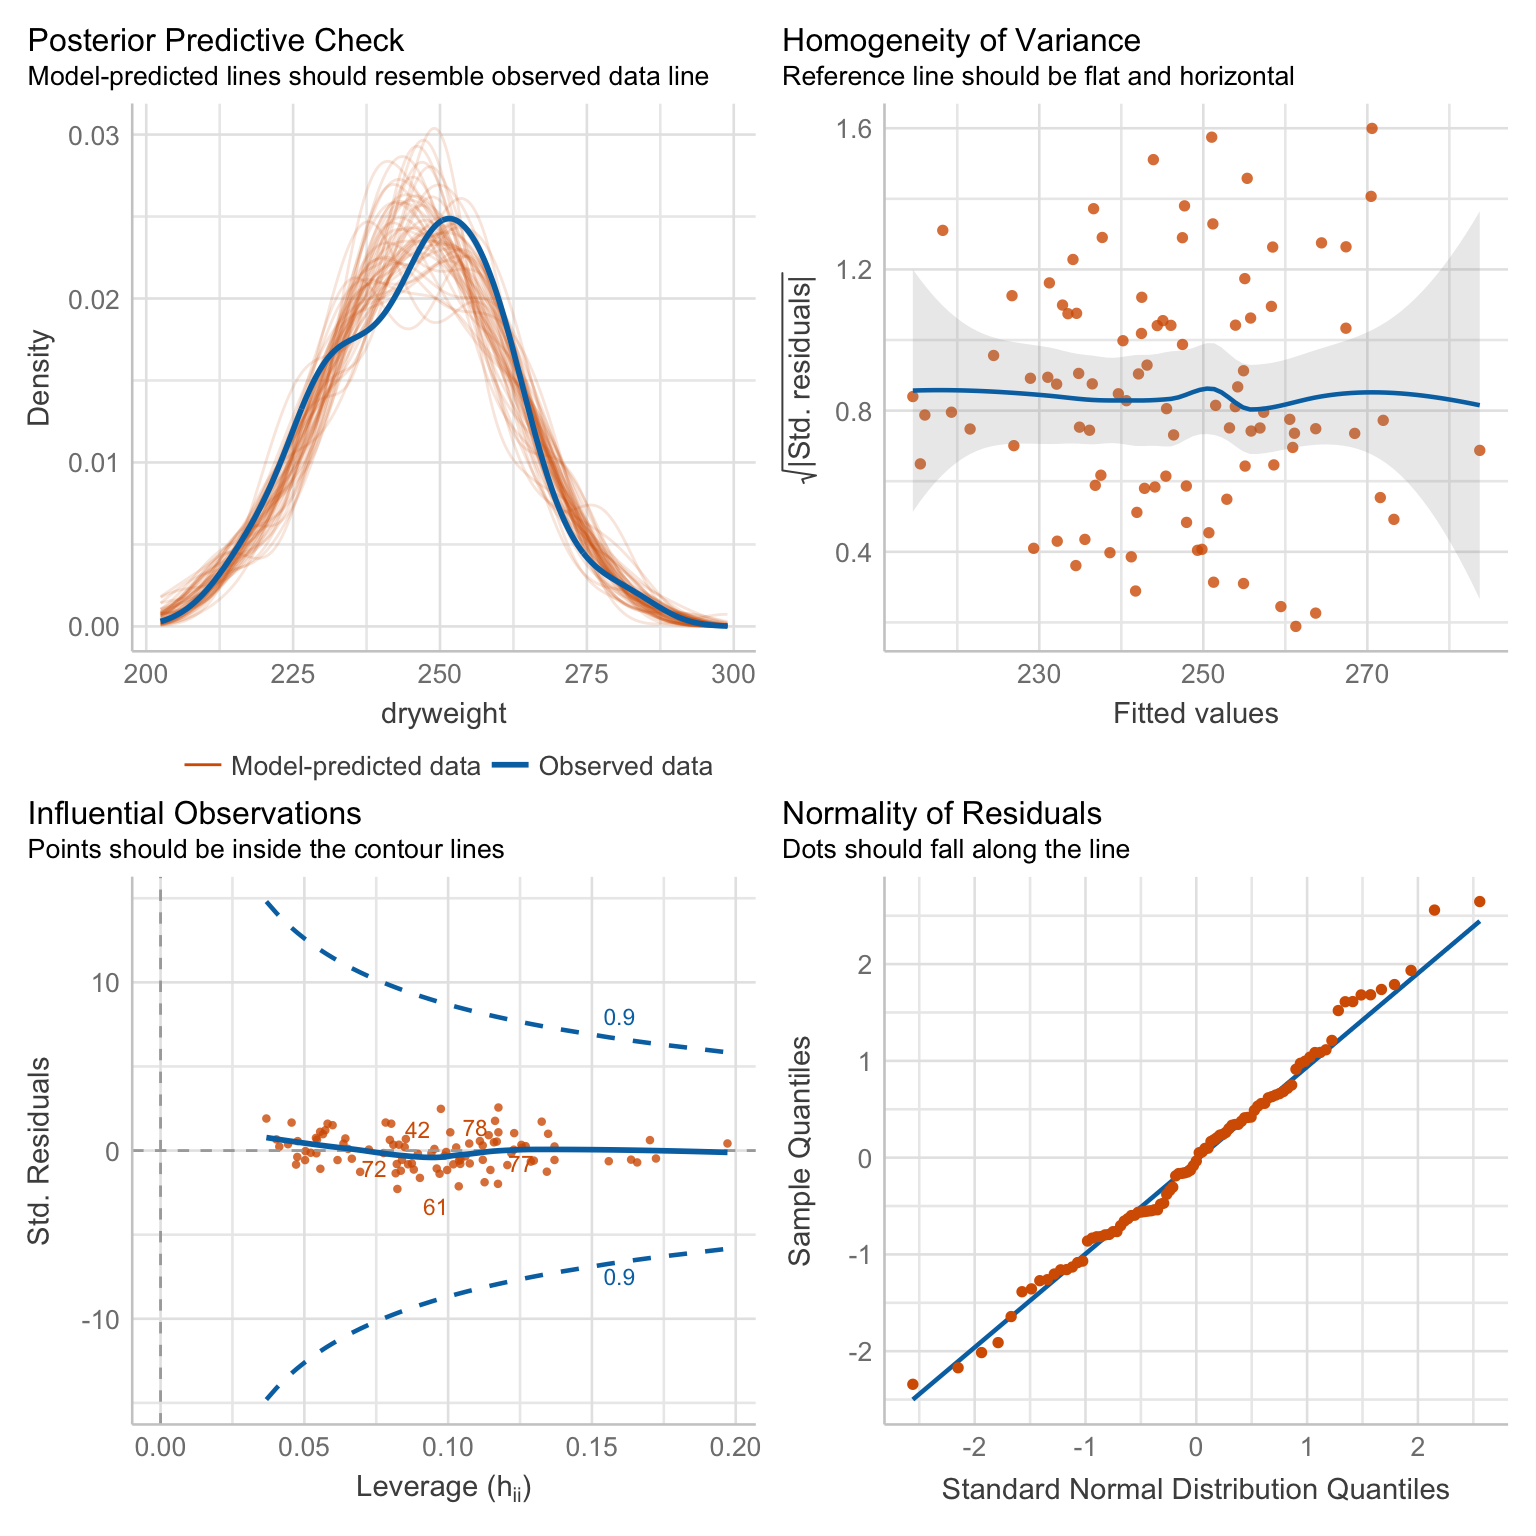 Posterior Predictive Check
Model-predicted lines should resemble observed data line
0.03
0.02
0.01
0.00
Density
200 225 250 275 300
dryweight
Model-predicted data Observed data
Homogeneity of Variance
Reference line should be flat and horizontal
1.6
1.2
0.8
0.4
√|Std. residuals|
230 250 270
Fitted values
Influential Observations
Points should be inside the contour lines
10
0
-10
Std. Residuals
0.9
42 78
72 77
61
0.9
0.00 0.05 0.10 0.15 0.20
Leverage (hii)
Normality of Residuals
Dots should fall along the line
2
1
0
-1
-2
Sample Quantiles
-2 -1 0 1 2
Standard Normal Distribution Quantiles